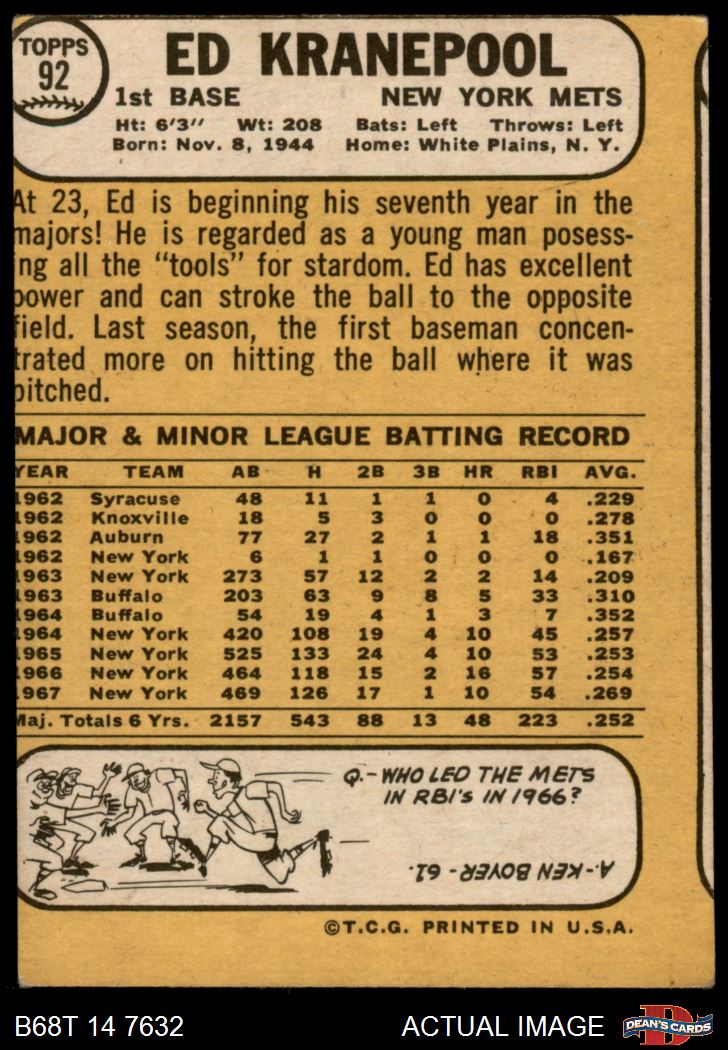 TOPPS
92
ED KRANEPOOL
1st BASE NEW YORK METS
Ht: 6'3" Wt: 208 Bats: Left Throws: Left
Born: Nov. 8, 1944 Home: White Plains, N. Y.
At 23, Ed is beginning his seventh year in the
majors! He is regarded as a young man posess-
ing all the "tools" for stardom. Ed has excellent
power and can stroke the ball to the opposite
field. Last season, the first baseman concen-
trated more on hitting the ball where it was
pitched.
MAJOR & MINOR LEAGUE BATTING RECORD
YEAR TEAM AB H 2B 3B HR RBI AVG.
1962 Syracuse 48 11 1 1 0 4 .229
1962 Knoxville 18 5 3 0 0 0 .278
1962 Auburn 77 27 2 1 1 18 .351
1962 New York 6 1 1 0 0 0 .167
1963 New York 273 57 12 2 2 14 .209
1963 Buffalo 203 63 9 8 5 33 .310
1964 Buffalo 54 19 4 1 3 7 .352
1964 New York 420 108 19 4 10 45 .257
1965 New York 525 133 24 4 10 53 .253
1966 New York 464 118 15 2 16 57 .254
1967 New York 469 126 17 1 10 54 .269
Maj. Totals 6 Yrs. 2157 543 88 13 48 223 .252
Q.-WHO LED THE METS
IN RBI'S IN 1966?
A.-KEN BOYER - 61.
©T.C.G. PRINTED IN U.S.A.
B68T 14 7632 ACTUAL IMAGE
D
DEAN'S CARDS